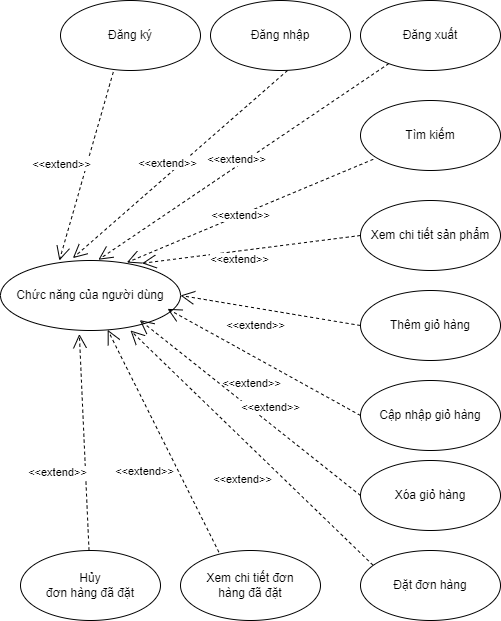 Đăng ký
Đăng nhập
Đăng xuất
Tìm kiếm
<<extend>>
<<extend>>
<<extend>>
<<extend>>
Xem chi tiết sản phẩm
<<extend>>
Chức năng của người dùng
Thêm giỏ hàng
<<extend>>
<<extend>>
Cập nhập giỏ hàng
<<extend>>
<<extend>>
<<extend>>
<<extend>>
Xóa giỏ hàng
Hủy
đơn hàng đã đặt
Xem chi tiết đơn
hàng đã đặt
Đặt đơn hàng